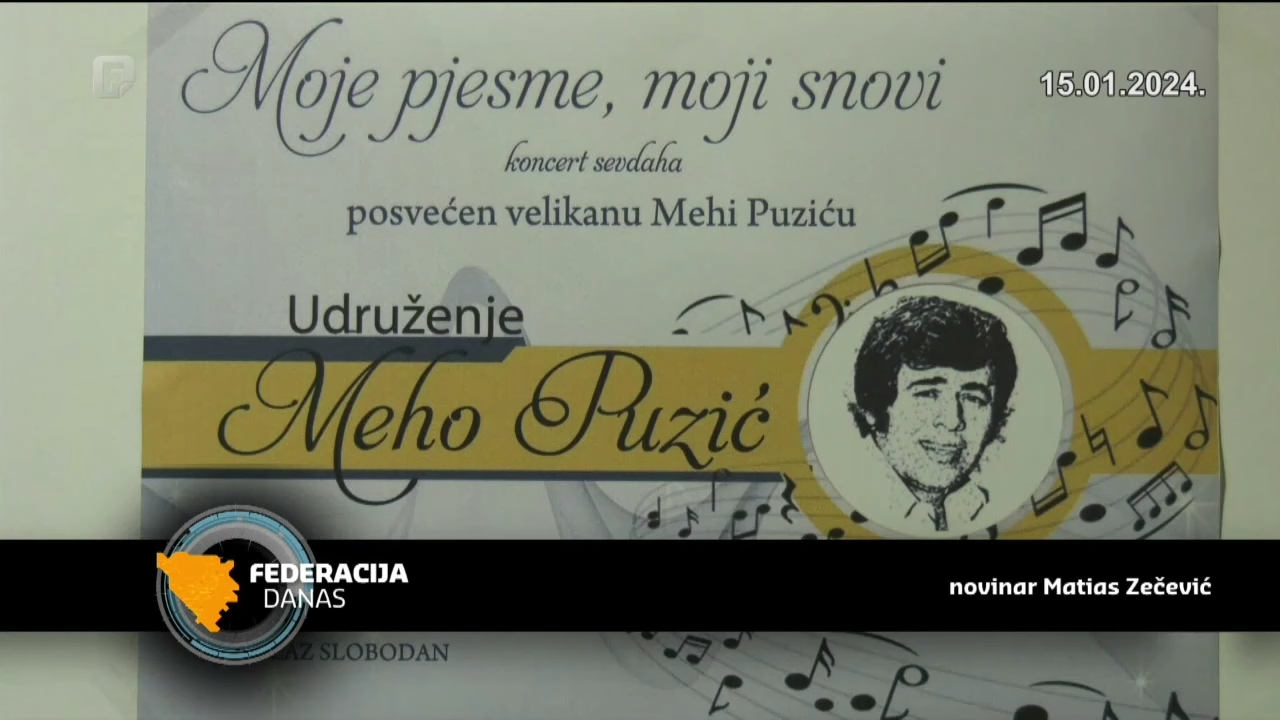 Moje pjesme, moji snovi
15.01.2024.
koncert sevdaha
posvećen velikanu Mehi Puziću
Udruženje
Meho Puzić
FEDERACIJA
DANAS
novinar Matias Zečević
SLOBODAN